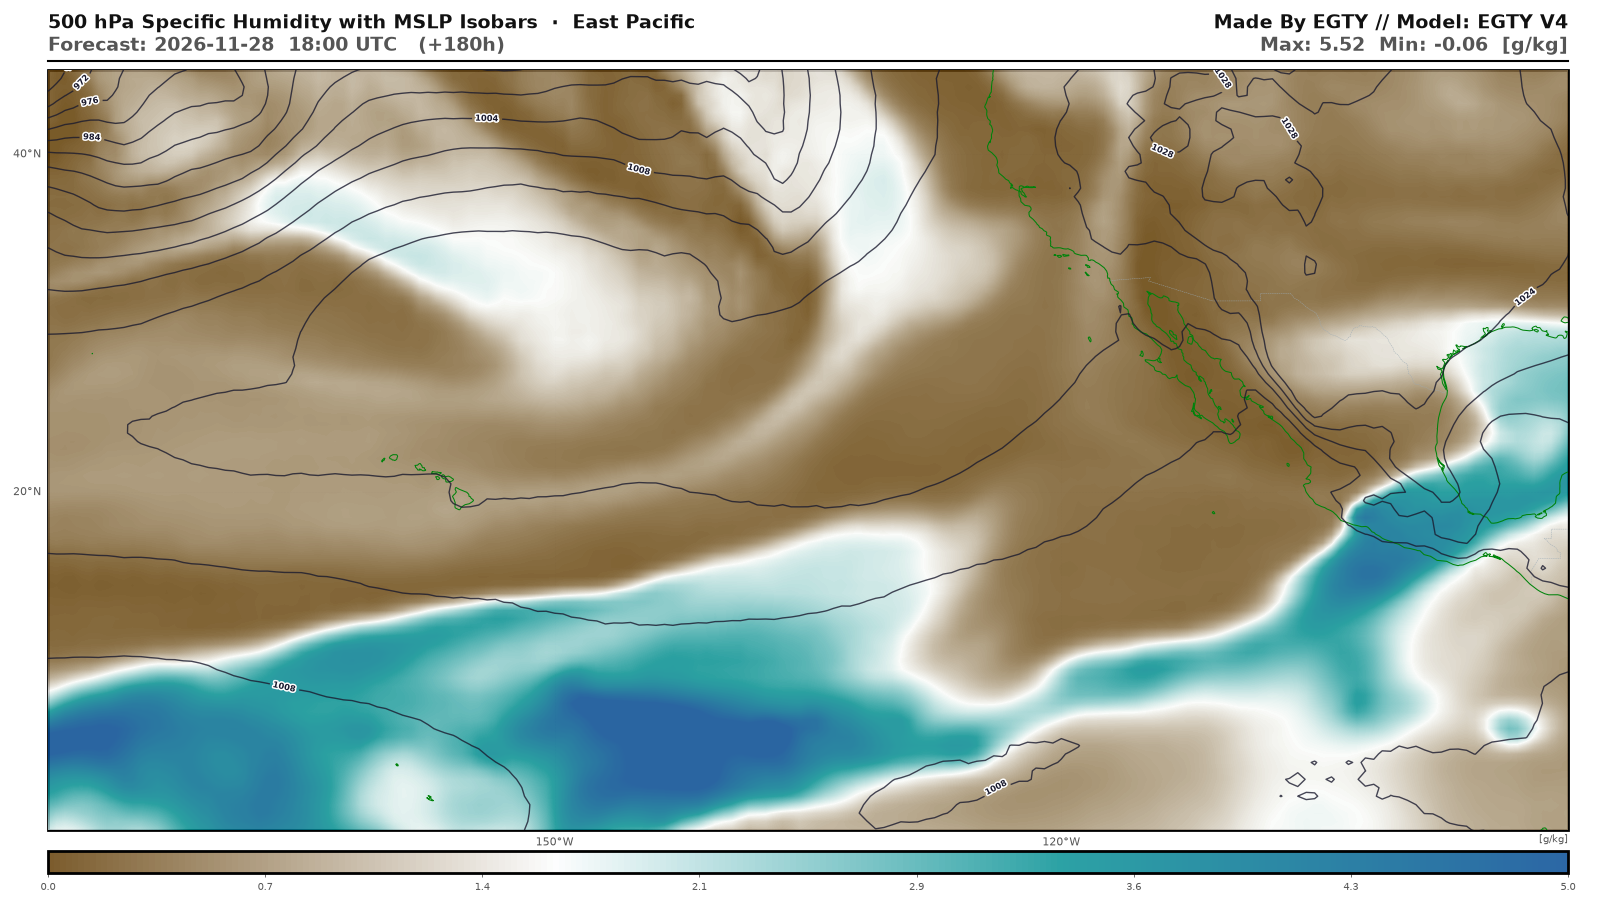 500 hPa Specific Humidity with MSLP Isobars · East Pacific
Made By EGTY // Model: EGTY V4
Forecast: 2026-11-28 18:00 UTC (+180h)
Max: 5.52 Min: -0.06 [g/kg]
972
976
984
1004
1008
1028
1028
1028
40°N
1024
20°N
1008
1008
150°W
120°W
[g/kg]
0.0
0.7
1.4
2.1
2.9
3.6
4.3
5.0